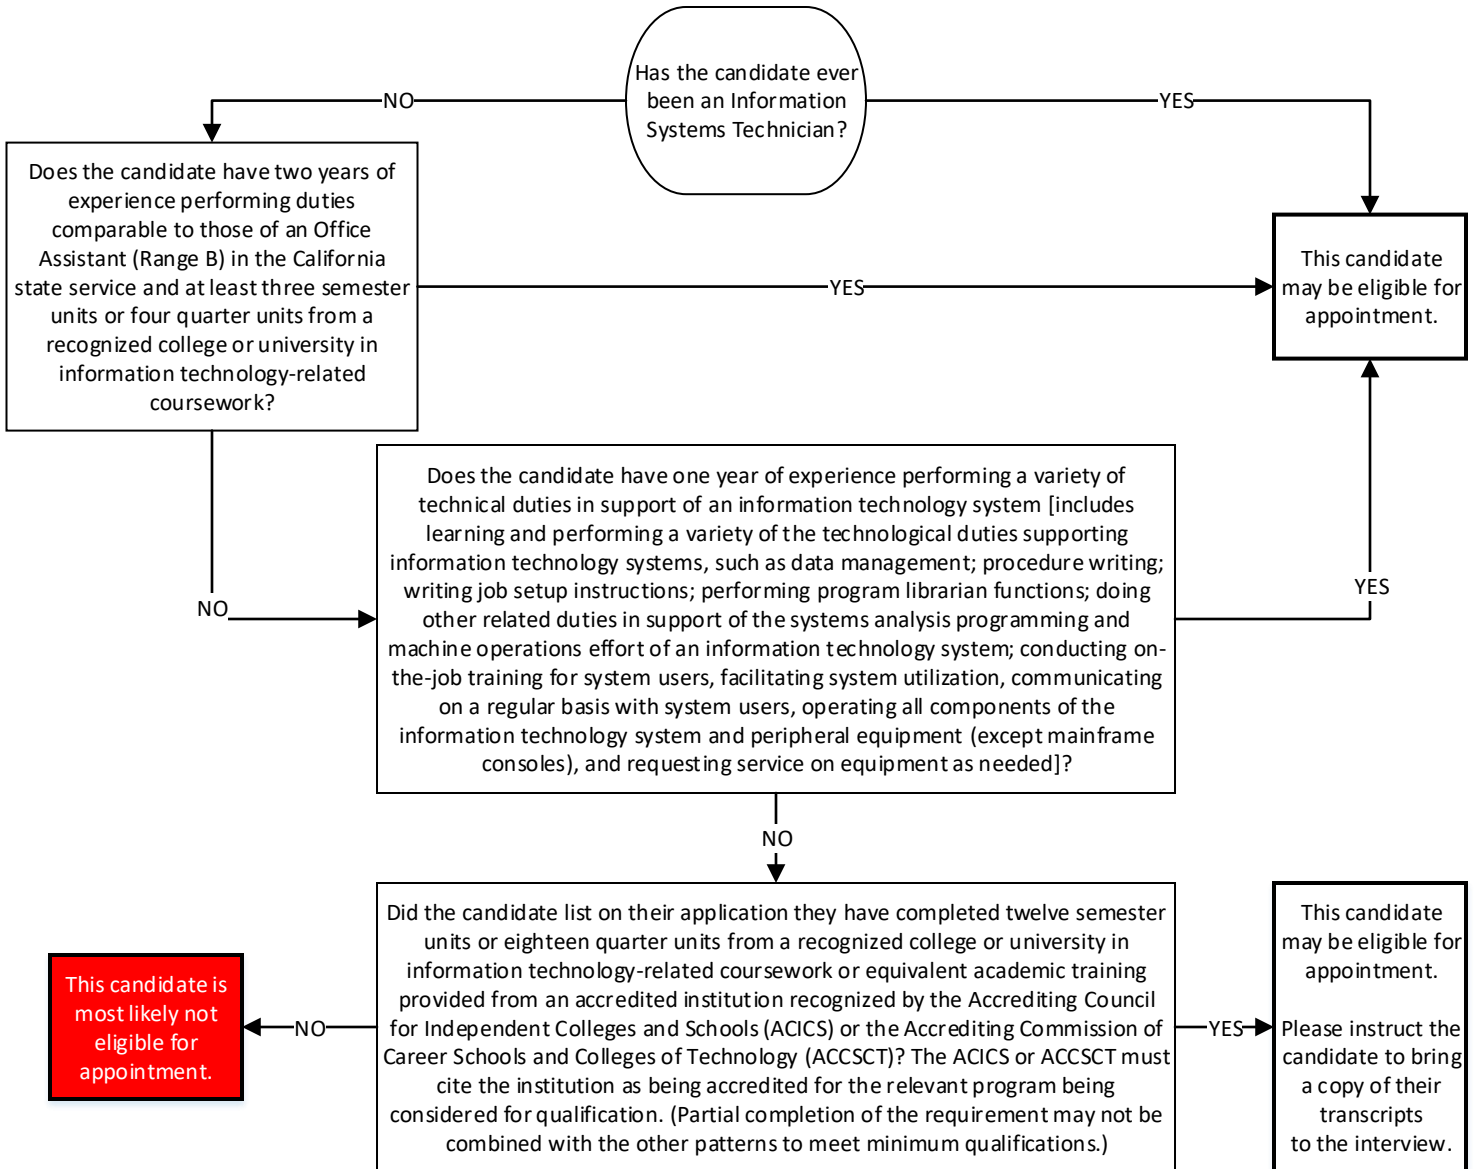 Has the candidate ever
been an Information
Systems Technician?
NO
YES
Does the candidate have two years of
experience performing duties
comparable to those of an Office
Assistant (Range B) in the California
state service and at least three semester
units or four quarter units from a
recognized college or university in
information technology-related
coursework?
YES
This candidate
may be eligible for
appointment.
NO
Does the candidate have one year of experience performing a variety of
technical duties in support of an information technology system [includes
learning and performing a variety of the technological duties supporting
information technology systems, such as data management; procedure writing;
writing job setup instructions; performing program librarian functions; doing
other related duties in support of the systems analysis programming and
machine operations effort of an information technology system; conducting on-
the-job training for system users, facilitating system utilization, communicating
on a regular basis with system users, operating all components of the
information technology system and peripheral equipment (except mainframe
consoles), and requesting service on equipment as needed]?
YES
NO
Did the candidate list on their application they have completed twelve semester
units or eighteen quarter units from a recognized college or university in
information technology-related coursework or equivalent academic training
provided from an accredited institution recognized by the Accrediting Council
for Independent Colleges and Schools (ACICS) or the Accrediting Commission of
Career Schools and Colleges of Technology (ACCSCT)? The ACICS or ACCSCT must
cite the institution as being accredited for the relevant program being
considered for qualification. (Partial completion of the requirement may not be
combined with the other patterns to meet minimum qualifications.)
NO
This candidate is
most likely not
eligible for
appointment.
YES
This candidate
may be eligible for
appointment.
Please instruct the
candidate to bring
a copy of their
transcripts
to the interview.